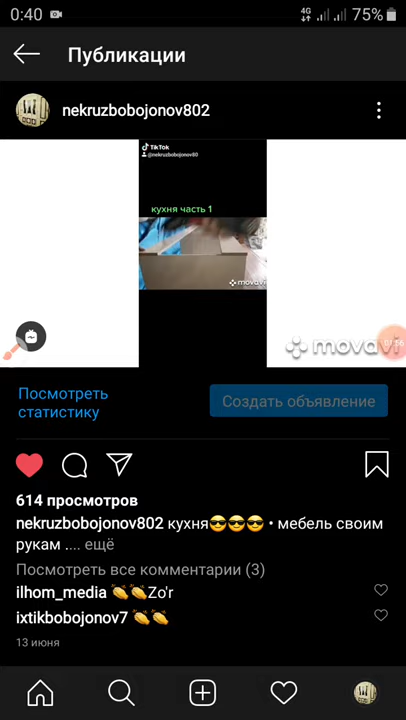 0:40 4G 75%
Публикации
nekruzbobojonov802
TikTok
@nekruzbobojonov80
кухня часть 1
movavi
movavi
Посмотреть
статистику
Создать объявление
614 просмотров
nekruzbobojonov802 кухня😎😎😎 • мебель своим
рукам .... ещё
Посмотреть все комментарии (3)
ilhom_media 👏👏Zo'r
ixtikbobojonov7 👏👏
13 июня